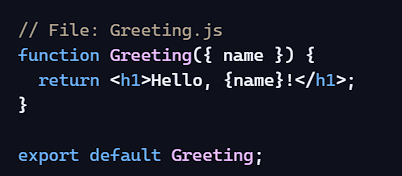 // File: Greeting.js
function Greeting({ name }) {
  return <h1>Hello, {name}!</h1>;
}

export default Greeting;